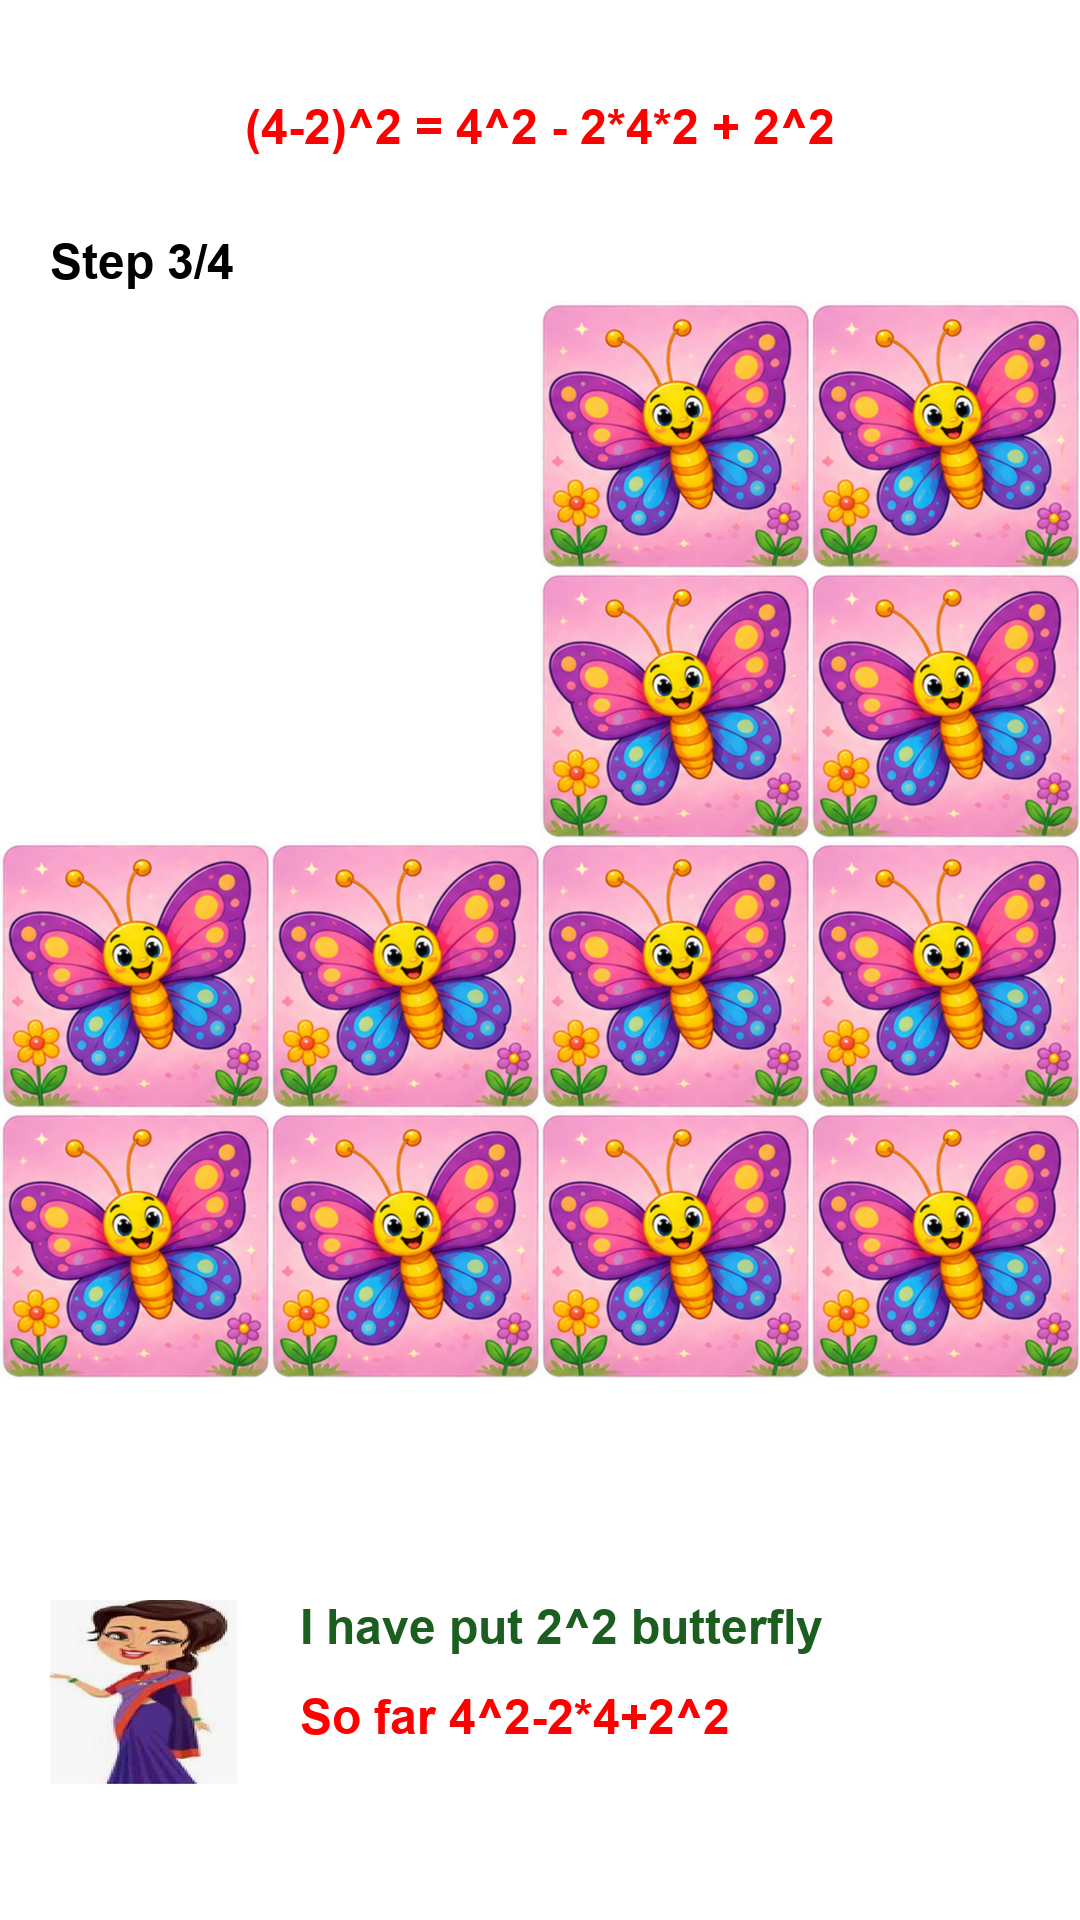 (4-2)^2 = 4^2 - 2*4*2 + 2^2
Step 3/4
I have put 2^2 butterfly
So far 4^2-2*4+2^2